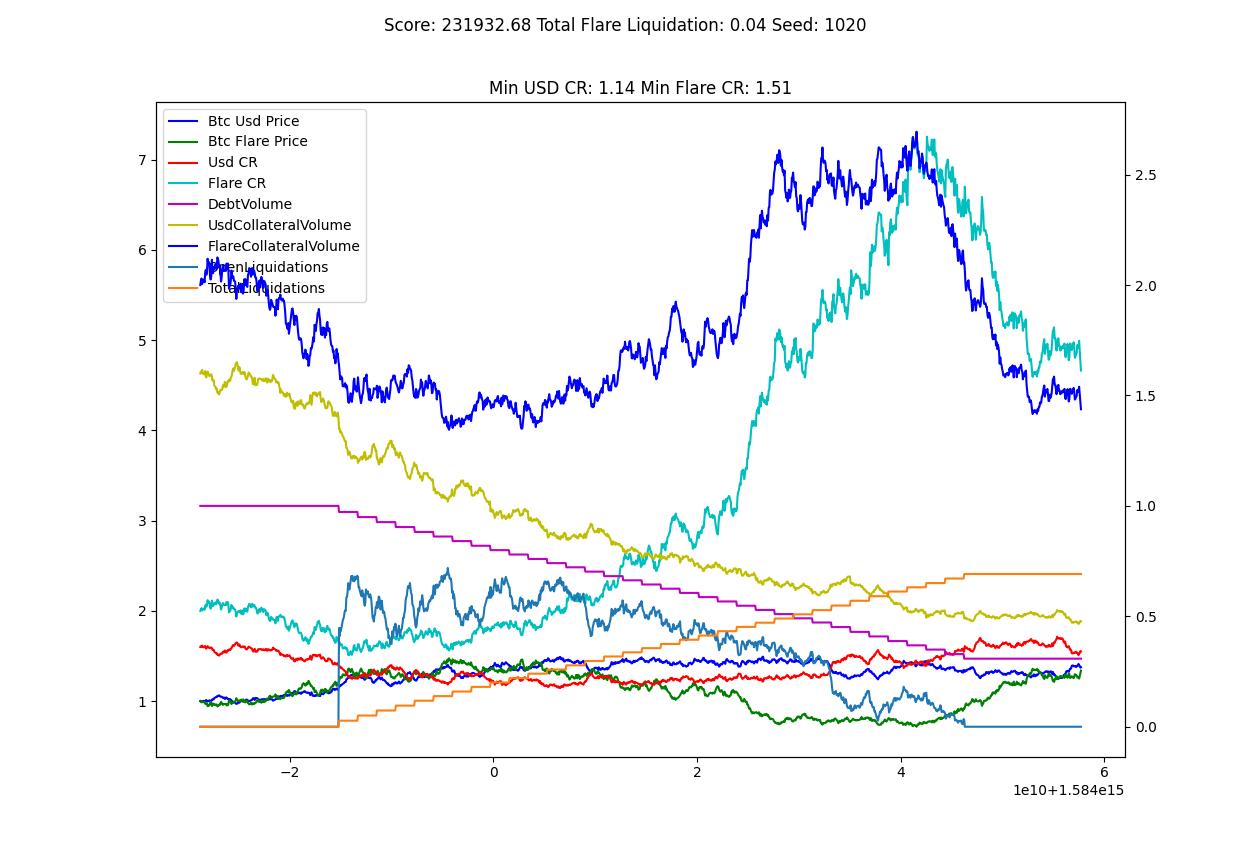 Score: 231932.68 Total Flare Liquidation: 0.04 Seed: 1020
Min USD CR: 1.14 Min Flare CR: 1.51
Btc Usd Price
Btc Flare Price
Usd CR
Flare CR
DebtVolume
UsdCollateralVolume
FlareCollateralVolume
OpenLiquidations
TotalLiquidations
7
6
5
4
3
2
1
2.5
2.0
1.5
1.0
0.5
0.0
−2 0 2 4 6
1e10+1.584e15